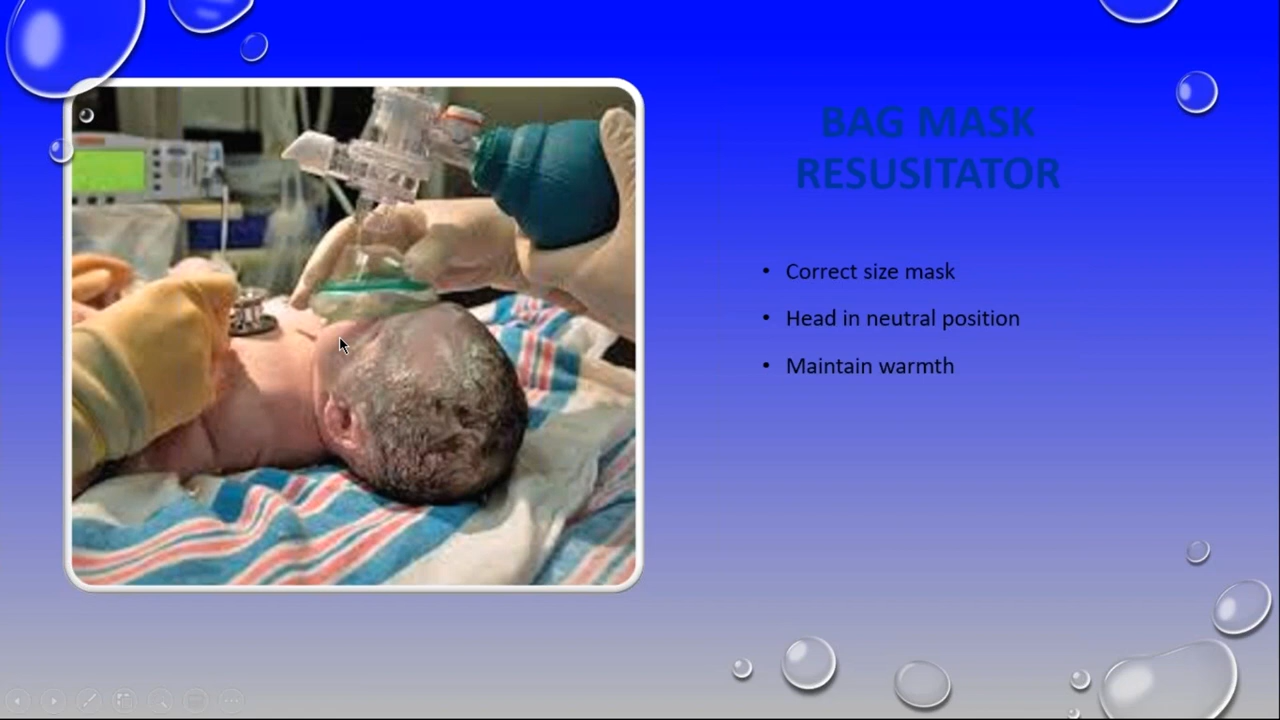 BAG MASK
RESUSITATOR
• Correct size mask
• Head in neutral position
• Maintain warmth